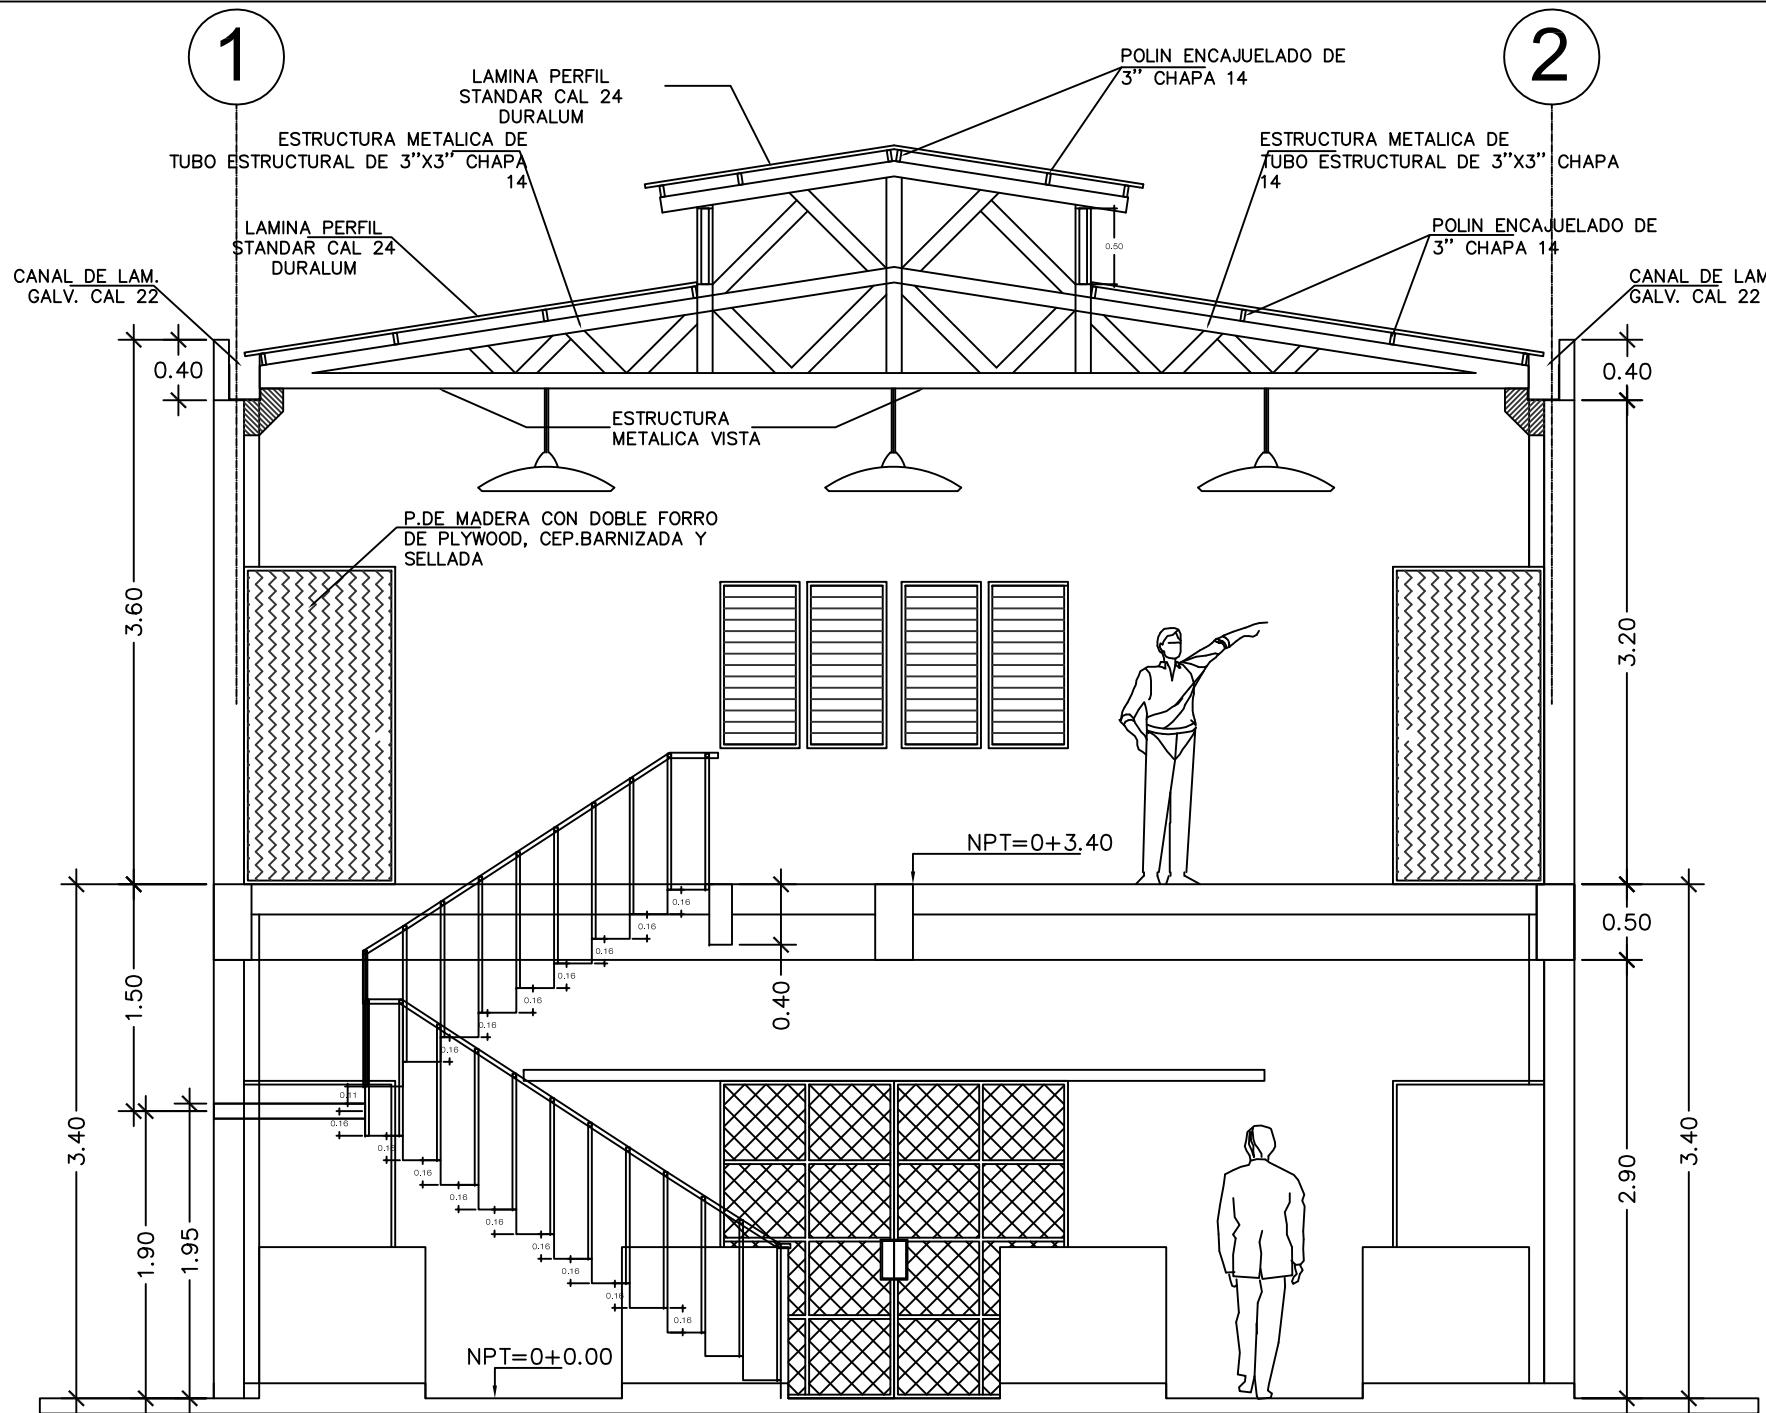 1
2
LAMINA PERFIL
STANDAR CAL 24
DURALUM
POLIN ENCAJUELADO DE
3" CHAPA 14
ESTRUCTURA METALICA DE
TUBO ESTRUCTURAL DE 3"X3" CHAPA
14
ESTRUCTURA METALICA DE
TUBO ESTRUCTURAL DE 3"X3" CHAPA
14
LAMINA PERFIL
STANDAR CAL 24
DURALUM
POLIN ENCAJUELADO DE
3" CHAPA 14
0.50
CANAL DE LAM.
GALV. CAL 22
CANAL DE LAM
GALV. CAL 22
0.40
0.40
ESTRUCTURA
METALICA VISTA
P.DE MADERA CON DOBLE FORRO
DE PLYWOOD, CEP.BARNIZADA Y
SELLADA
3.60
3.20
NPT=0+3.40
0.16
0.16
0.16
0.16
0.16
0.16
0.16
0.50
0.40
1.50
0.11
0.16
0.16
0.16
0.16
0.16
0.16
0.16
0.16
0.16
3.40
1.90
1.95
2.90
3.40
NPT=0+0.00